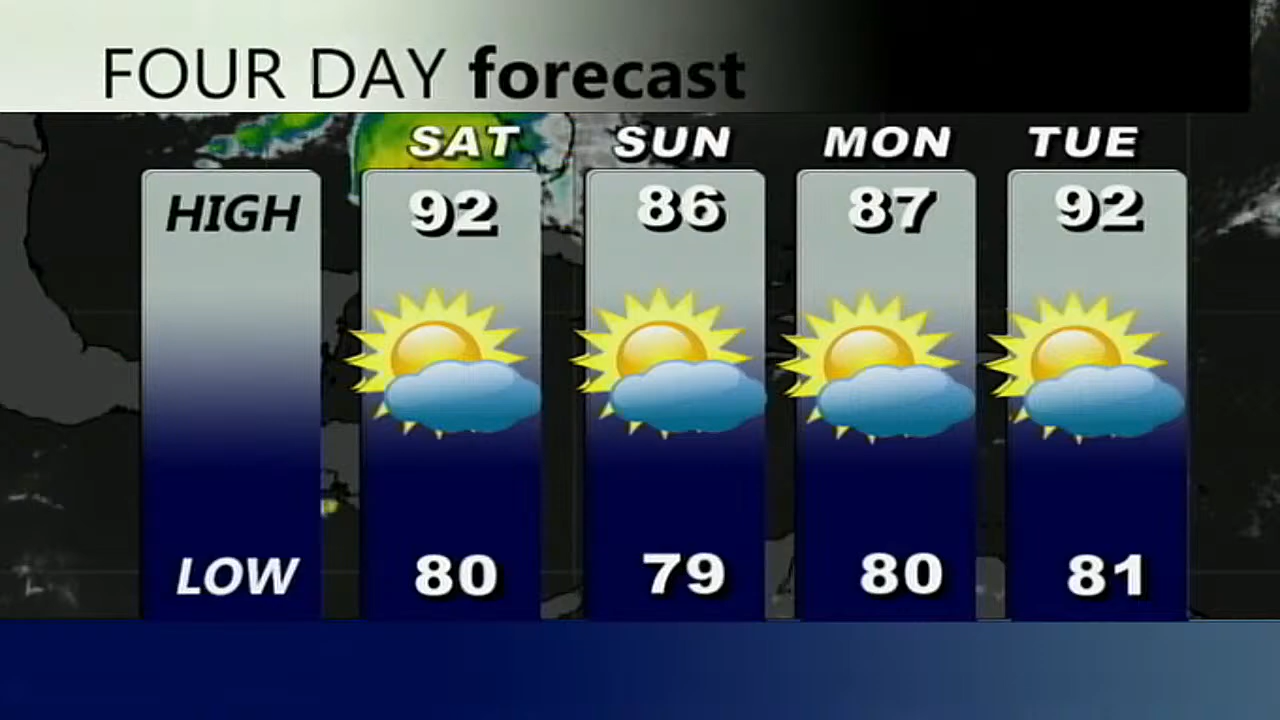 FOUR DAY forecast
SAT SUN MON TUE
HIGH 92 86 87 92
LOW 80 79 80 81